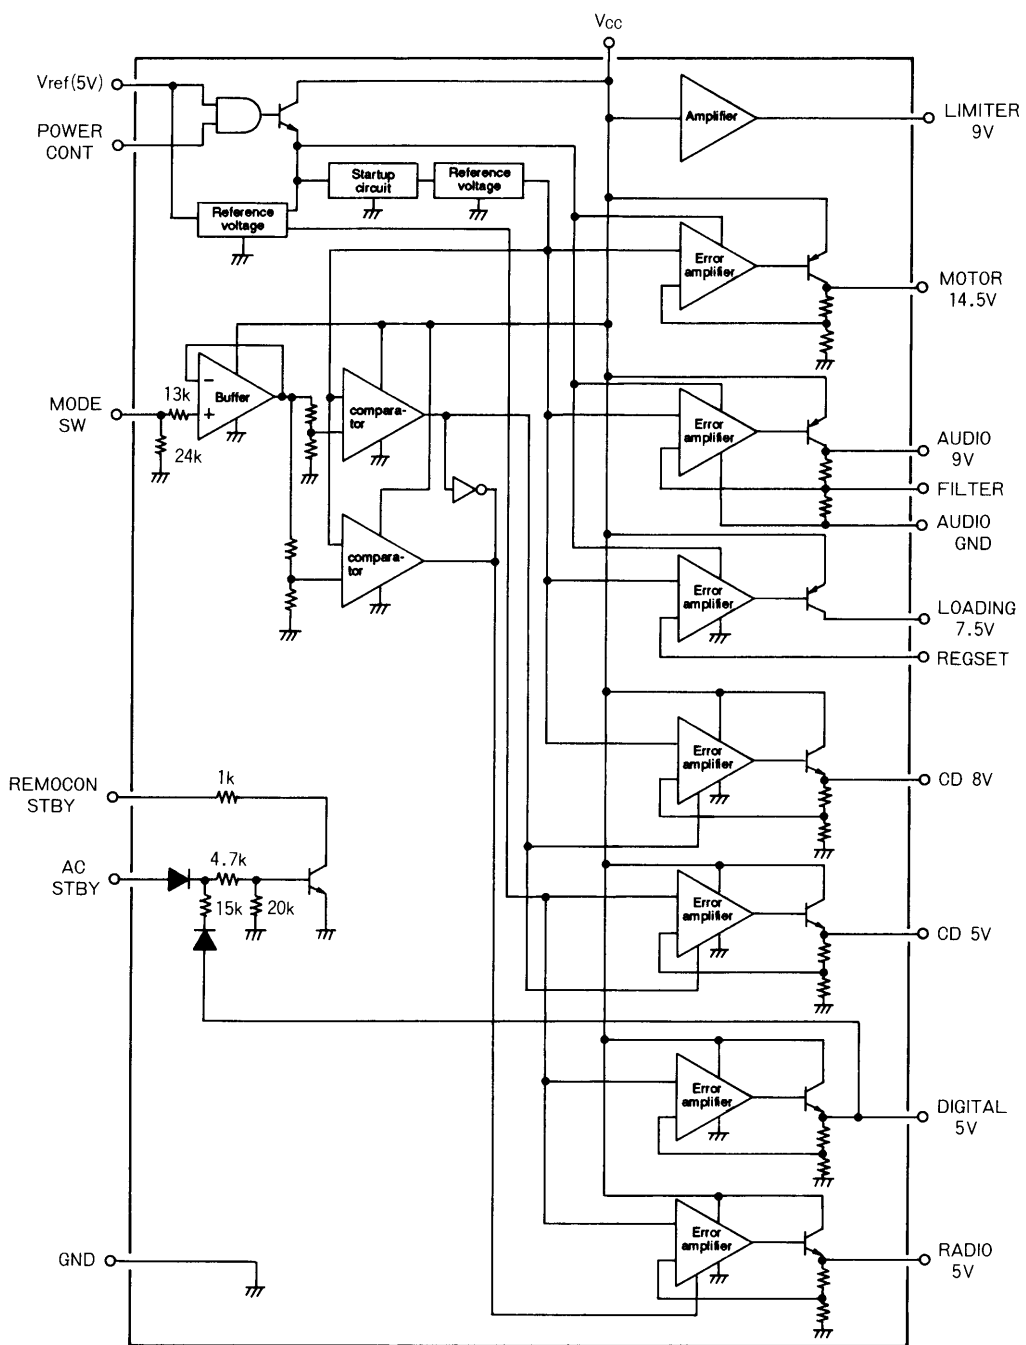 Vcc
Vref(5V)
POWER
CONT
Amplifier
LIMITER
9V
Startup
circuit
Reference
voltage
Reference
voltage
Error
amplifier
MOTOR
14.5V
MODE
SW
13k
24k
−
+
Buffer
compara-
tor
Error
amplifier
AUDIO
9V
FILTER
AUDIO
GND
compara-
tor
Error
amplifier
LOADING
7.5V
REGSET
Error
amplifier
CD 8V
REMOCON
STBY
1k
AC
STBY
4.7k
15k
20k
Error
amplifier
CD 5V
Error
amplifier
DIGITAL
5V
GND
Error
amplifier
RADIO
5V